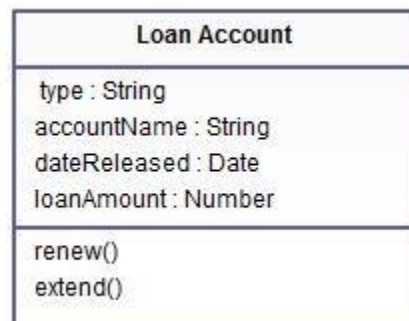 Loan Account
type : String
accountName : String
dateReleased : Date
loanAmount : Number
renew()
extend()